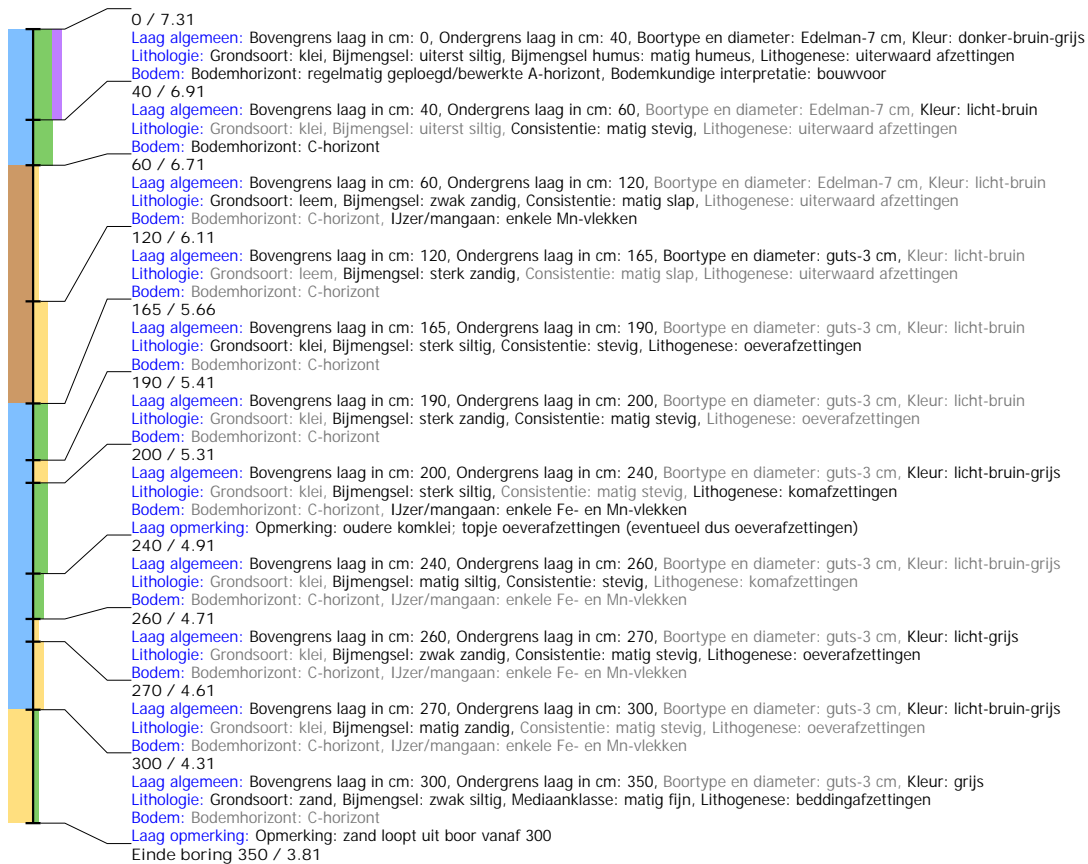 0 / 7.31
Laag algemeen: Bovengrens laag in cm: 0, Ondergrens laag in cm: 40, Boortype en diameter: Edelman-7 cm, Kleur: donker-bruin-grijs
Lithologie: Grondsoort: klei, Bijmengsel: uiterst siltig, Bijmengsel humus: matig humeus, Lithogenese: uiterwaard afzettingen
Bodem: Bodemhorizont: regelmatig geploegd/bewerkte A-horizont, Bodemkundige interpretatie: bouwvoor
40 / 6.91
Laag algemeen: Bovengrens laag in cm: 40, Ondergrens laag in cm: 60, Boortype en diameter: Edelman-7 cm, Kleur: licht-bruin
Lithologie: Grondsoort: klei, Bijmengsel: uiterst siltig, Consistentie: matig stevig, Lithogenese: uiterwaard afzettingen
Bodem: Bodemhorizont: C-horizont
60 / 6.71
Laag algemeen: Bovengrens laag in cm: 60, Ondergrens laag in cm: 120, Boortype en diameter: Edelman-7 cm, Kleur: licht-bruin
Lithologie: Grondsoort: leem, Bijmengsel: zwak zandig, Consistentie: matig slap, Lithogenese: uiterwaard afzettingen
Bodem: Bodemhorizont: C-horizont, IJzer/mangaan: enkele Mn-vlekken
120 / 6.11
Laag algemeen: Bovengrens laag in cm: 120, Ondergrens laag in cm: 165, Boortype en diameter: guts-3 cm, Kleur: licht-bruin
Lithologie: Grondsoort: leem, Bijmengsel: sterk zandig, Consistentie: matig slap, Lithogenese: uiterwaard afzettingen
Bodem: Bodemhorizont: C-horizont
165 / 5.66
Laag algemeen: Bovengrens laag in cm: 165, Ondergrens laag in cm: 190, Boortype en diameter: guts-3 cm, Kleur: licht-bruin
Lithologie: Grondsoort: klei, Bijmengsel: sterk siltig, Consistentie: stevig, Lithogenese: oeverafzettingen
Bodem: Bodemhorizont: C-horizont
190 / 5.41
Laag algemeen: Bovengrens laag in cm: 190, Ondergrens laag in cm: 200, Boortype en diameter: guts-3 cm, Kleur: licht-bruin
Lithologie: Grondsoort: klei, Bijmengsel: sterk zandig, Consistentie: matig stevig, Lithogenese: oeverafzettingen
Bodem: Bodemhorizont: C-horizont
200 / 5.31
Laag algemeen: Bovengrens laag in cm: 200, Ondergrens laag in cm: 240, Boortype en diameter: guts-3 cm, Kleur: licht-bruin-grijs
Lithologie: Grondsoort: klei, Bijmengsel: sterk siltig, Consistentie: matig stevig, Lithogenese: komafzettingen
Bodem: Bodemhorizont: C-horizont, IJzer/mangaan: enkele Fe- en Mn-vlekken
Laag opmerking: Opmerking: oudere komklei; topje oeverafzettingen (eventueel dus oeverafzettingen)
240 / 4.91
Laag algemeen: Bovengrens laag in cm: 240, Ondergrens laag in cm: 260, Boortype en diameter: guts-3 cm, Kleur: licht-bruin-grijs
Lithologie: Grondsoort: klei, Bijmengsel: matig siltig, Consistentie: stevig, Lithogenese: komafzettingen
Bodem: Bodemhorizont: C-horizont, IJzer/mangaan: enkele Fe- en Mn-vlekken
260 / 4.71
Laag algemeen: Bovengrens laag in cm: 260, Ondergrens laag in cm: 270, Boortype en diameter: guts-3 cm, Kleur: licht-grijs
Lithologie: Grondsoort: klei, Bijmengsel: zwak zandig, Consistentie: matig stevig, Lithogenese: oeverafzettingen
Bodem: Bodemhorizont: C-horizont, IJzer/mangaan: enkele Fe- en Mn-vlekken
270 / 4.61
Laag algemeen: Bovengrens laag in cm: 270, Ondergrens laag in cm: 300, Boortype en diameter: guts-3 cm, Kleur: licht-bruin-grijs
Lithologie: Grondsoort: klei, Bijmengsel: matig zandig, Consistentie: matig stevig, Lithogenese: oeverafzettingen
Bodem: Bodemhorizont: C-horizont, IJzer/mangaan: enkele Fe- en Mn-vlekken
300 / 4.31
Laag algemeen: Bovengrens laag in cm: 300, Ondergrens laag in cm: 350, Boortype en diameter: guts-3 cm, Kleur: grijs
Lithologie: Grondsoort: zand, Bijmengsel: zwak siltig, Mediaanklasse: matig fijn, Lithogenese: beddingafzettingen
Bodem: Bodemhorizont: C-horizont
Laag opmerking: Opmerking: zand loopt uit boor vanaf 300
Einde boring 350 / 3.81